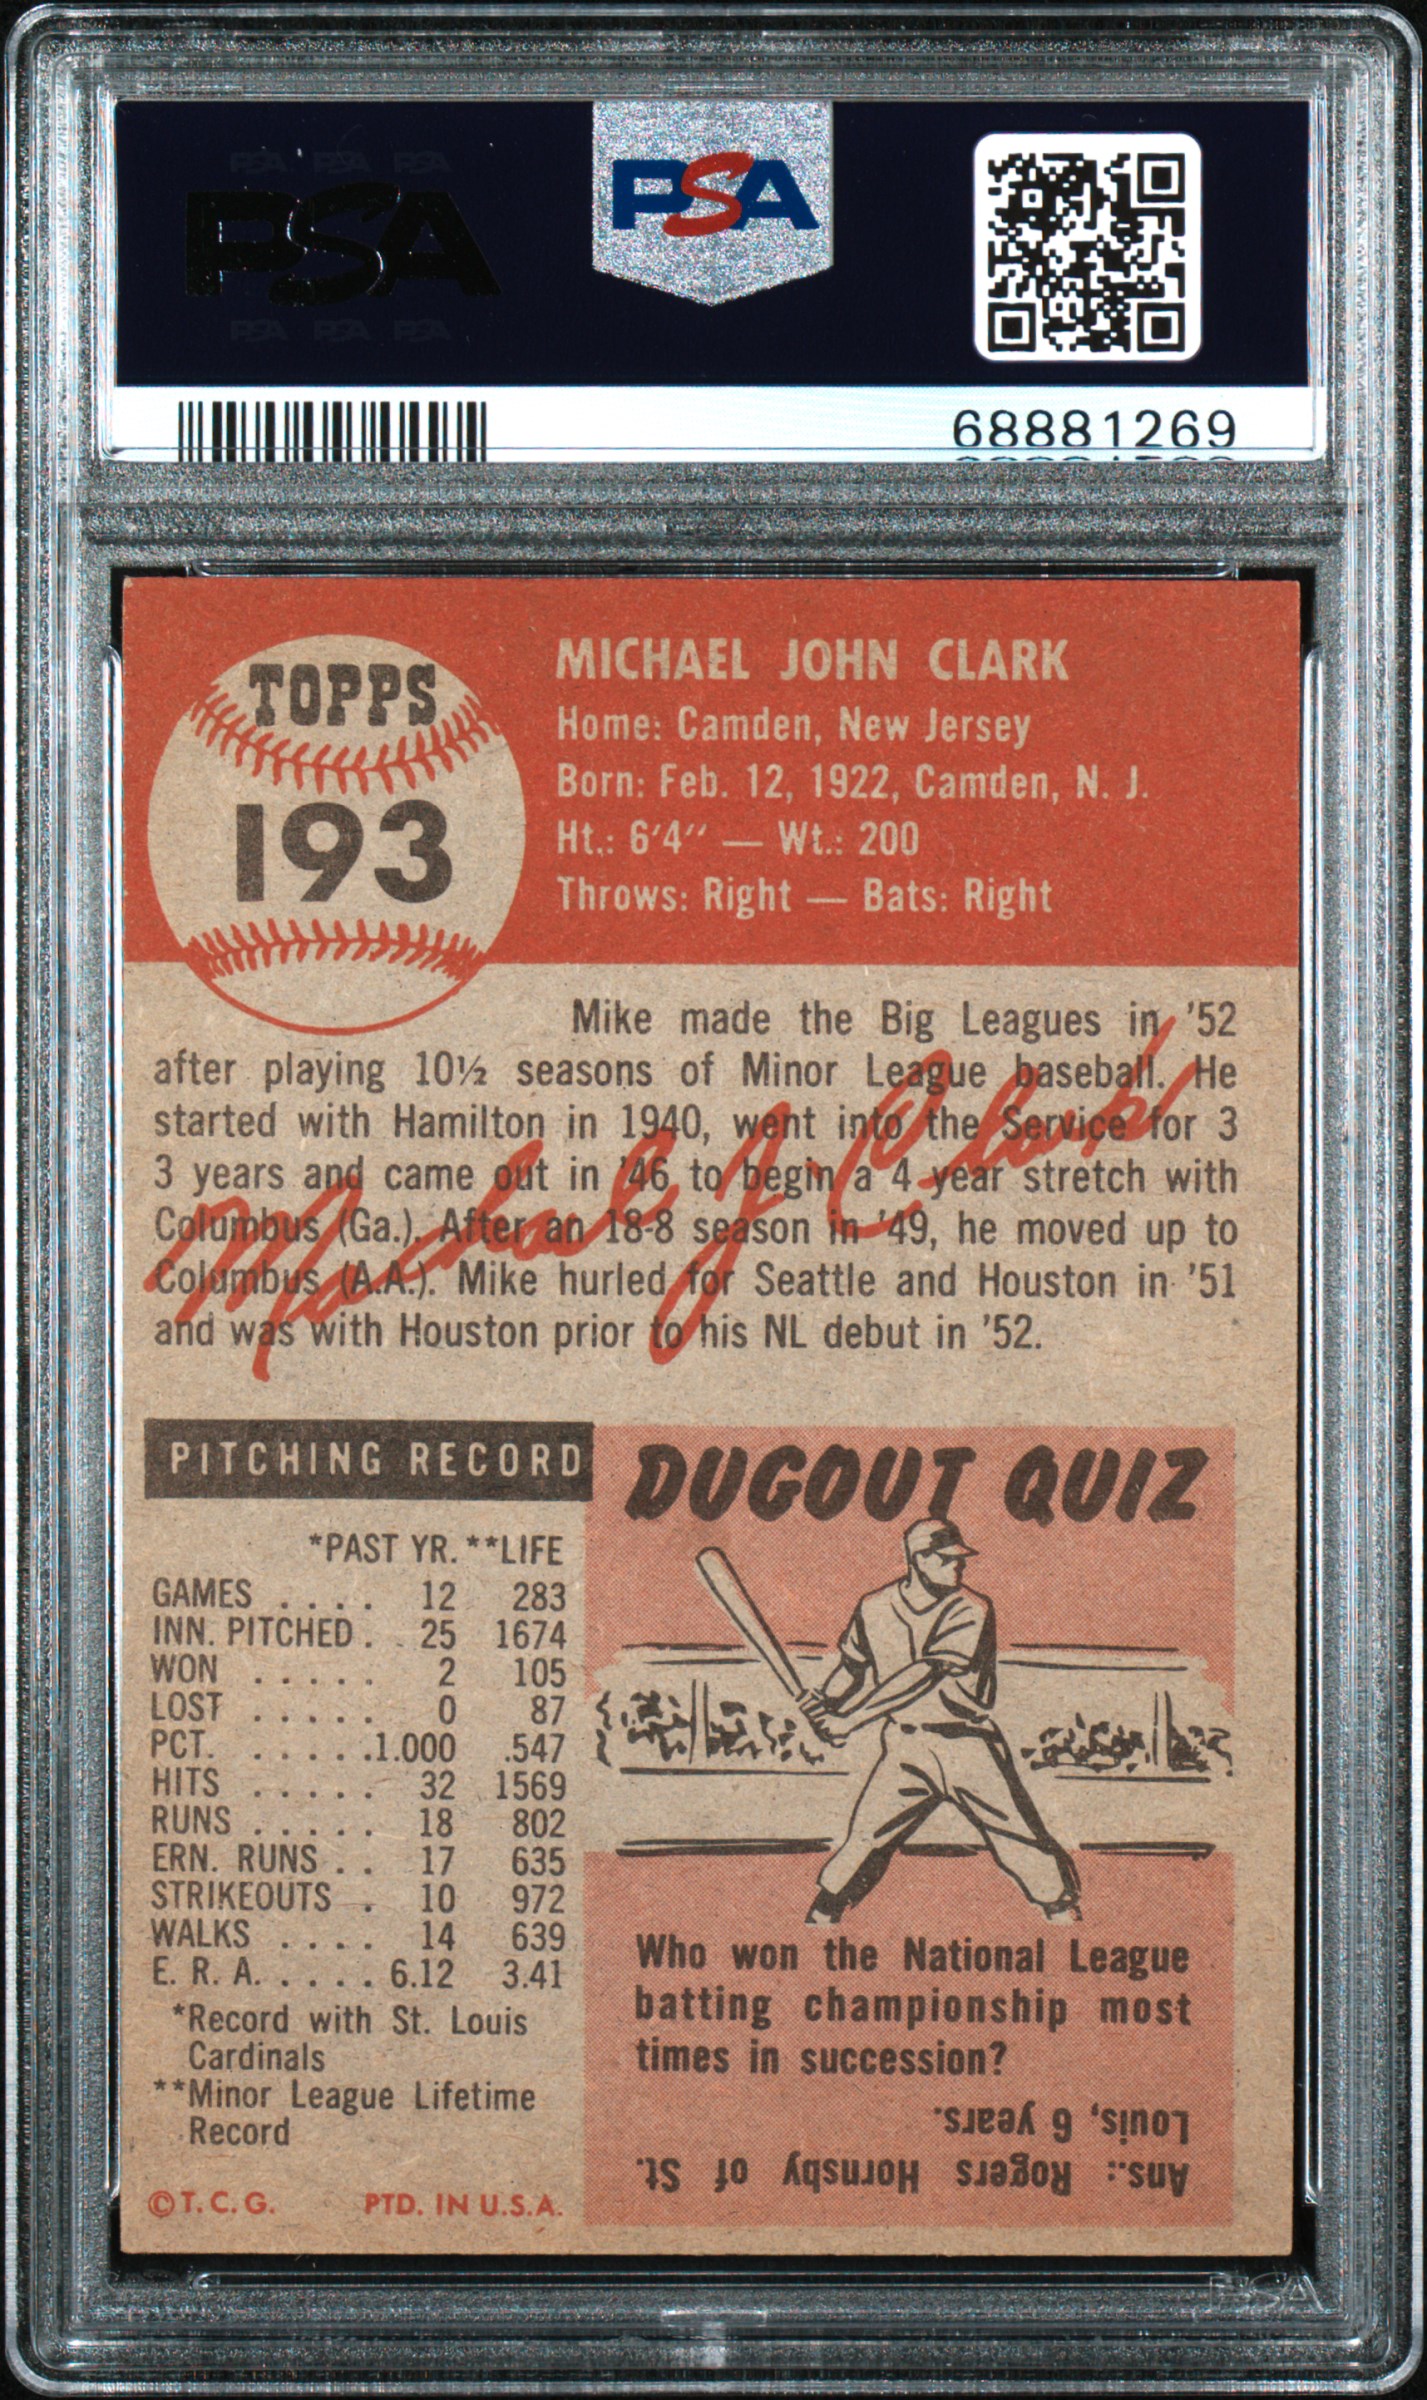 PSA PSA PSA
PSA
PSA PSA PSA
PSA
68881269
TOPPS
193
MICHAEL JOHN CLARK
Home: Camden, New Jersey
Born: Feb. 12, 1922, Camden, N. J.
Ht.: 6'4" — Wt.: 200
Throws: Right — Bats: Right
Mike made the Big Leagues in '52
after playing 10½ seasons of Minor League baseball. He
started with Hamilton in 1940, went into the Service for 3
3 years and came out in '46 to begin a 4 year stretch with
Columbus (Ga.). After an 18-8 season in '49, he moved up to
Columbus (A.A.). Mike hurled for Seattle and Houston in '51
and was with Houston prior to his NL debut in '52.
Michael J. Clark
PITCHING RECORD
*PAST YR. **LIFE
GAMES . . . . 12 283
INN. PITCHED . . 25 1674
WON . . . . . 2 105
LOST . . . . . 0 87
PCT. . . . . . 1.000 .547
HITS . . . . . 32 1569
RUNS . . . . . 18 802
ERN. RUNS . . 17 635
STRIKEOUTS . 10 972
WALKS . . . . 14 639
E. R. A. . . . . 6.12 3.41
*Record with St. Louis
Cardinals
**Minor League Lifetime
Record
© T. C. G. PTD. IN U.S.A.
DUGOUT QUIZ
Who won the National League
batting championship most
times in succession?
Ans.: Rogers Hornsby of St.
Louis, 6 years.
PSA